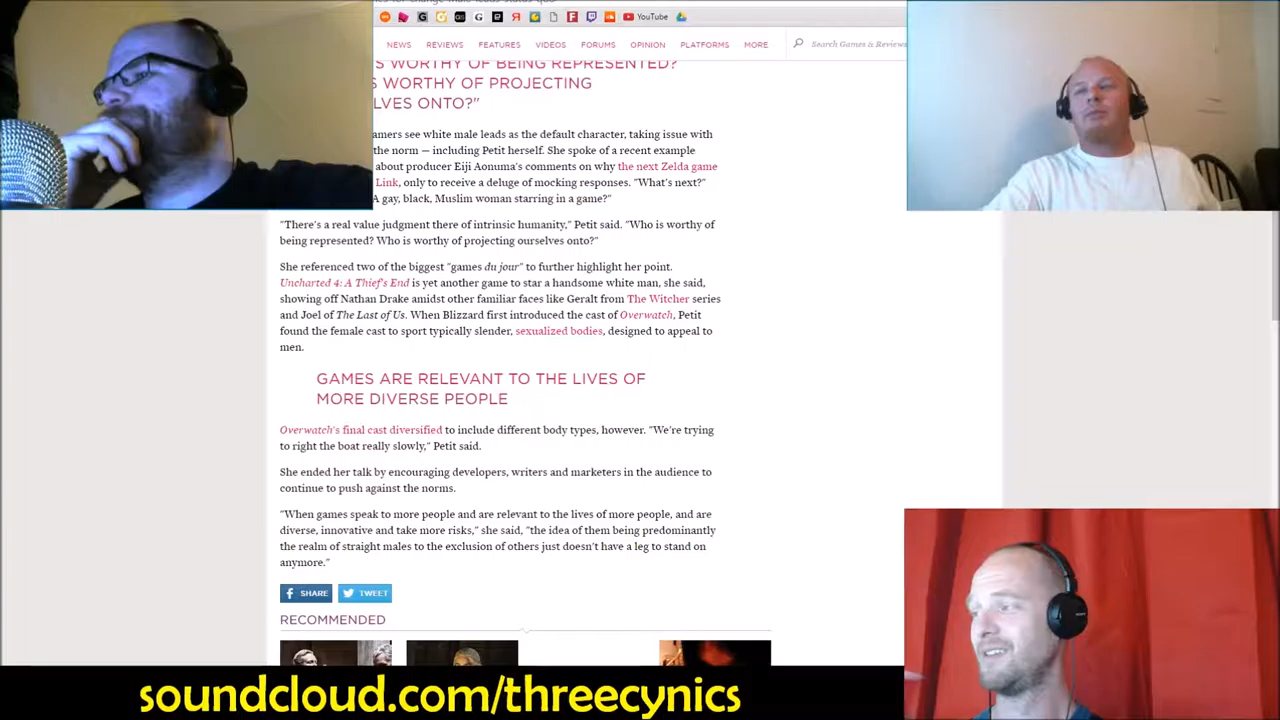 YouTube
NEWS REVIEWS FEATURES VIDEOS FORUMS OPINION PLATFORMS MORE Search Games & Reviews
S WORTHY OF BEING REPRESENTED?
S WORTHY OF PROJECTING
LVES ONTO?"
amers see white male leads as the default character, taking issue with
the norm — including Petit herself. She spoke of a recent example
about producer Eiji Aonuma's comments on why the next Zelda game
Link, only to receive a deluge of mocking responses. "What's next?"
A gay, black, Muslim woman starring in a game?"
"There's a real value judgment there of intrinsic humanity," Petit said. "Who is worthy of
being represented? Who is worthy of projecting ourselves onto?"
She referenced two of the biggest "games du jour" to further highlight her point.
Uncharted 4: A Thief's End is yet another game to star a handsome white man, she said,
showing off Nathan Drake amidst other familiar faces like Geralt from The Witcher series
and Joel of The Last of Us. When Blizzard first introduced the cast of Overwatch, Petit
found the female cast to sport typically slender, sexualized bodies, designed to appeal to
men.
GAMES ARE RELEVANT TO THE LIVES OF
MORE DIVERSE PEOPLE
Overwatch's final cast diversified to include different body types, however. "We're trying
to right the boat really slowly," Petit said.
She ended her talk by encouraging developers, writers and marketers in the audience to
continue to push against the norms.
"When games speak to more people and are relevant to the lives of more people, and are
diverse, innovative and take more risks," she said, "the idea of them being predominantly
the realm of straight males to the exclusion of others just doesn't have a leg to stand on
anymore."
SHARE TWEET
RECOMMENDED
soundcloud.com/threecynics